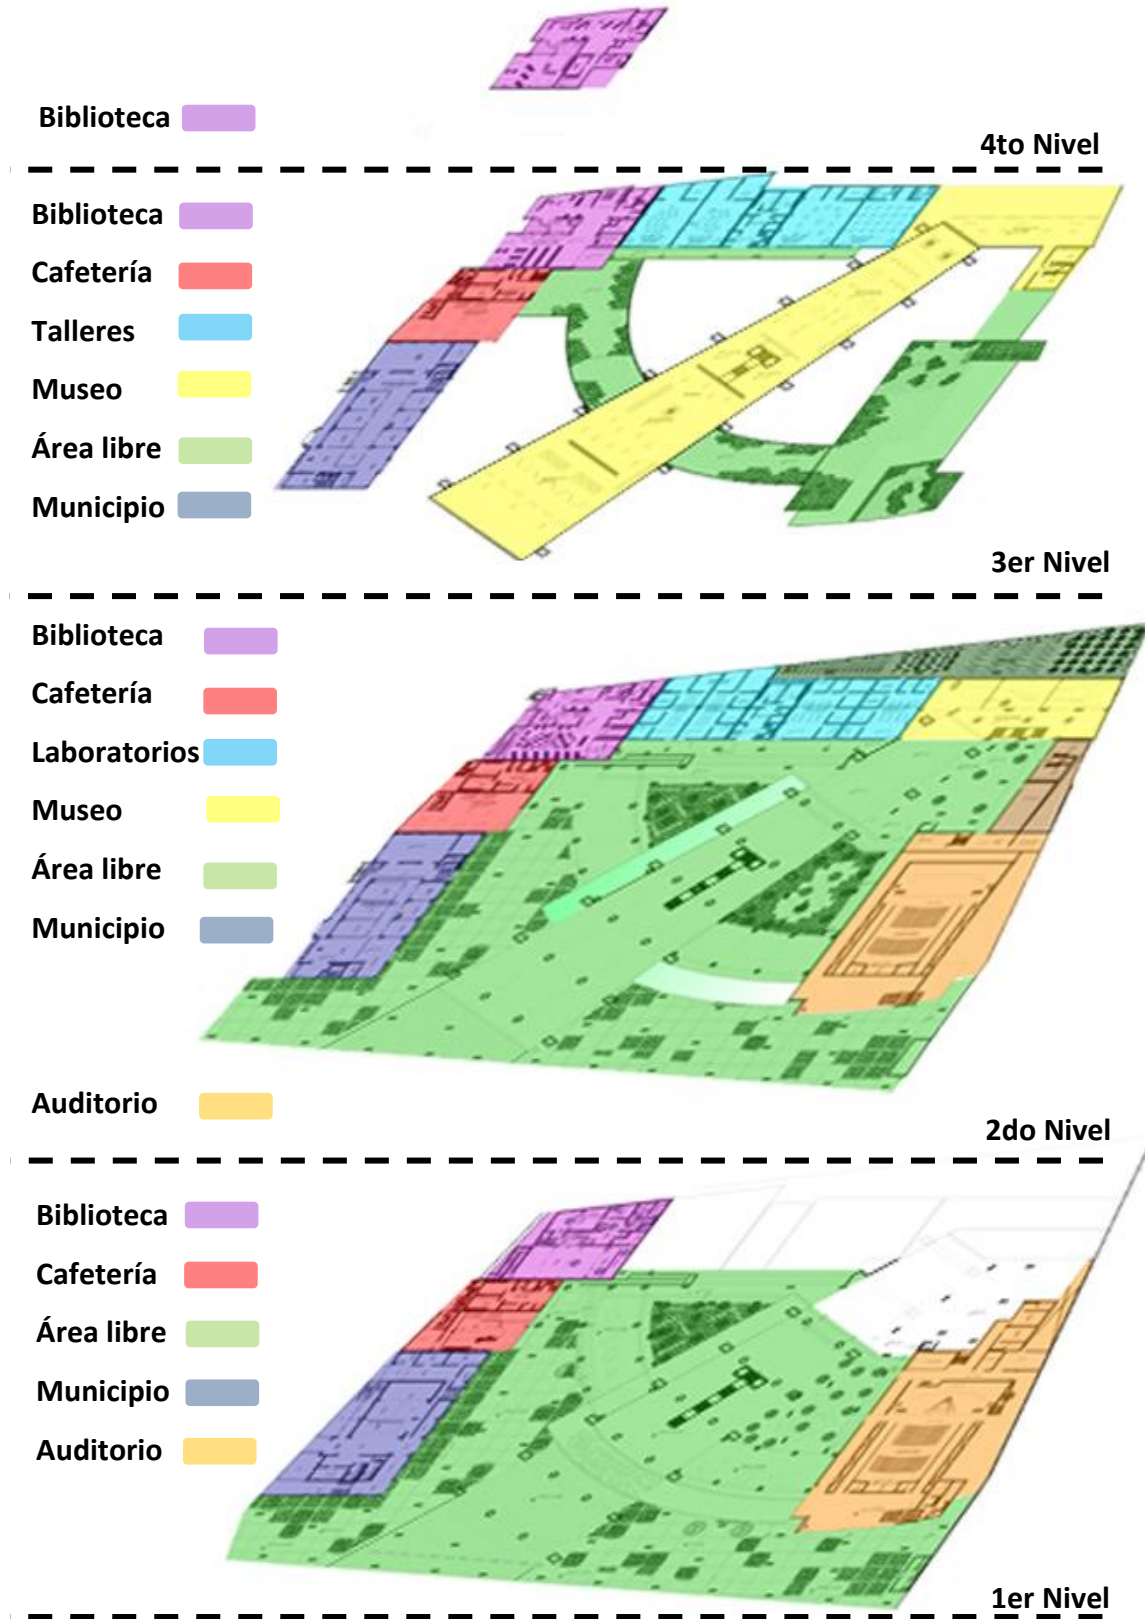 Biblioteca
4to Nivel
Biblioteca
Cafetería
Talleres
Museo
Área libre
Municipio
3er Nivel
Biblioteca
Cafetería
Laboratorios
Museo
Área libre
Municipio
Auditorio
2do Nivel
Biblioteca
Cafetería
Área libre
Municipio
Auditorio
1er Nivel